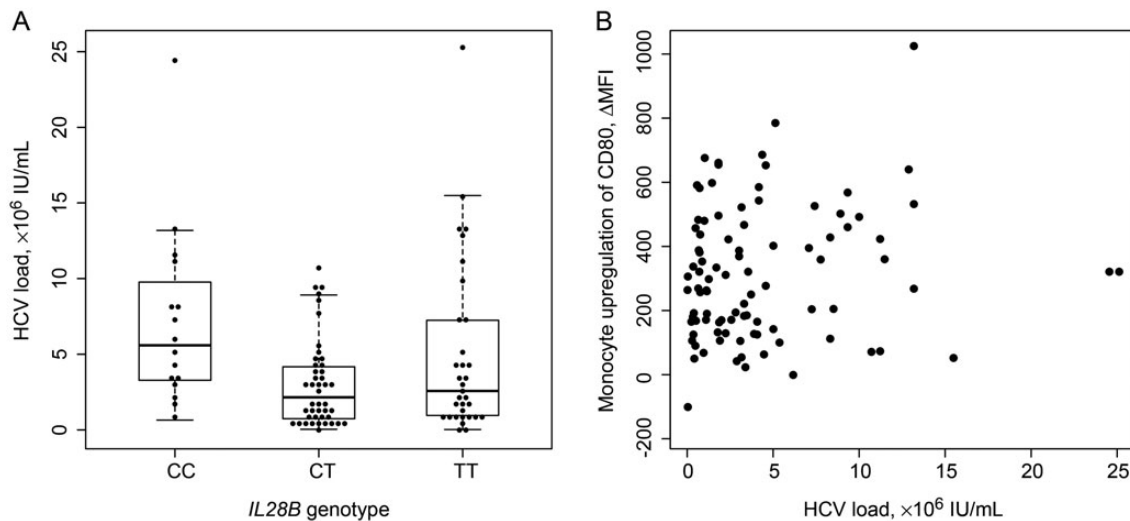 A
HCV load, ×10⁶ IU/mL
25
20
15
10
5
0
CC CT TT
IL28B genotype
B
Monocyte upregulation of CD80, ΔMFI
1000
800
600
400
200
0
-200
0 5 10 15 20 25
HCV load, ×10⁶ IU/mL